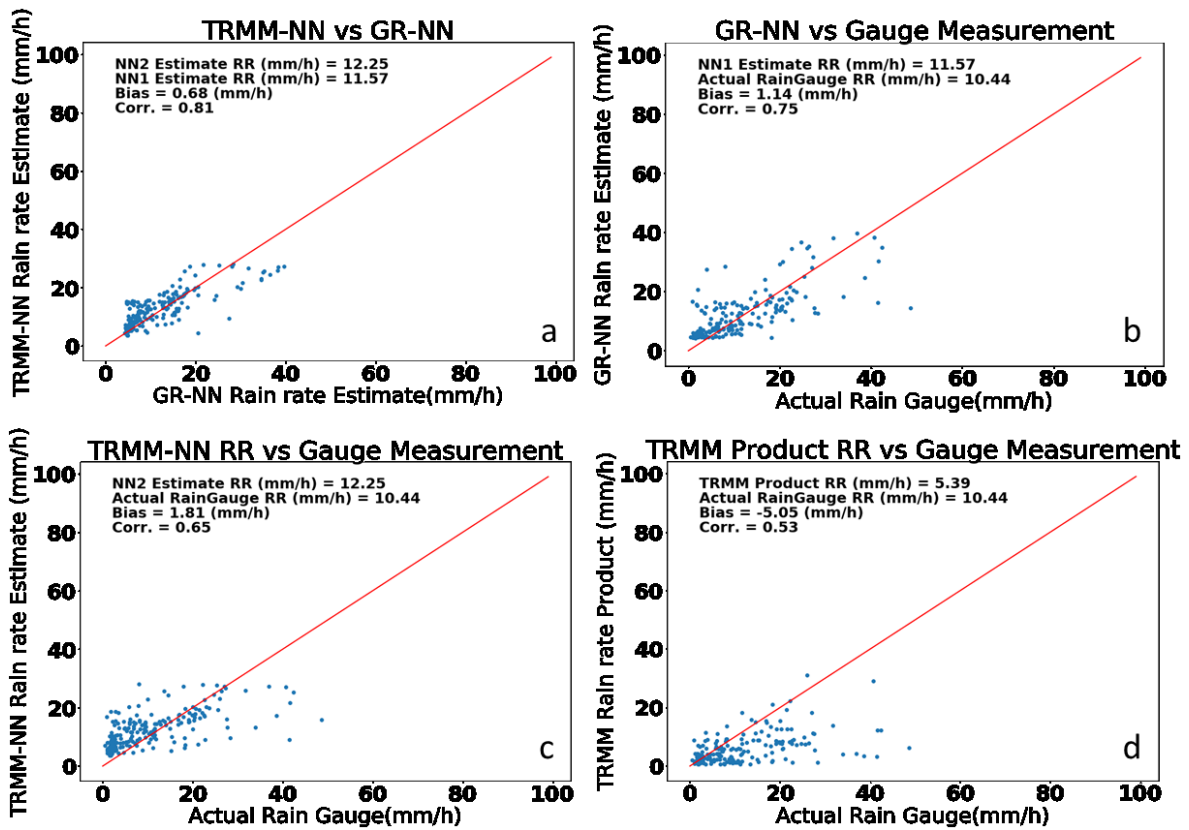 TRMM-NN vs GR-NN
TRMM-NN Rain rate Estimate (mm/h)
100
80
60
40
20
0
NN2 Estimate RR (mm/h) = 12.25
NN1 Estimate RR (mm/h) = 11.57
Bias = 0.68 (mm/h)
Corr. = 0.81
a
0 20 40 60 80 100
GR-NN Rain rate Estimate(mm/h)
GR-NN vs Gauge Measurement
GR-NN Rain rate Estimate (mm/h)
100
80
60
40
20
0
NN1 Estimate RR (mm/h) = 11.57
Actual RainGauge RR (mm/h) = 10.44
Bias = 1.14 (mm/h)
Corr. = 0.75
b
0 20 40 60 80 100
Actual Rain Gauge(mm/h)
TRMM-NN RR vs Gauge Measurement
TRMM-NN Rain rate Estimate (mm/h)
100
80
60
40
20
0
NN2 Estimate RR (mm/h) = 12.25
Actual RainGauge RR (mm/h) = 10.44
Bias = 1.81 (mm/h)
Corr. = 0.65
c
0 20 40 60 80 100
Actual Rain Gauge(mm/h)
TRMM Product RR vs Gauge Measurement
TRMM Rain rate Product (mm/h)
100
80
60
40
20
0
TRMM Product RR (mm/h) = 5.39
Actual RainGauge RR (mm/h) = 10.44
Bias = -5.05 (mm/h)
Corr. = 0.53
d
0 20 40 60 80 100
Actual Rain Gauge(mm/h)